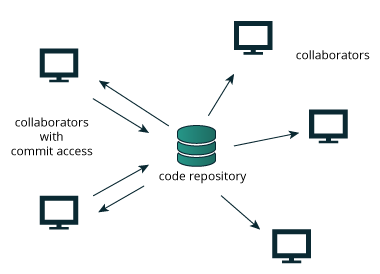 collaborators
collaborators
with
commit access
code repository